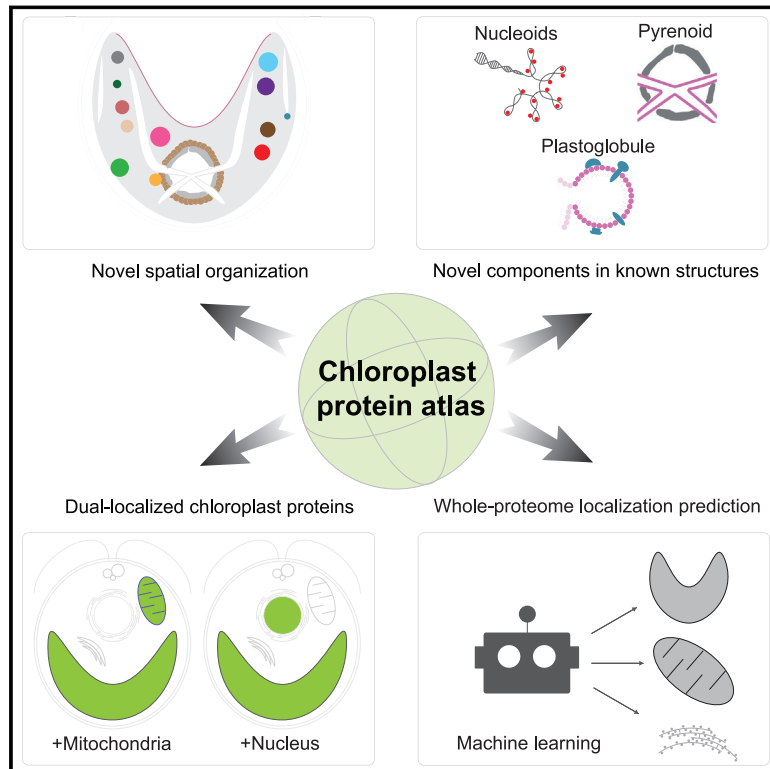 Nucleoids
Pyrenoid
Plastoglobule
Novel spatial organization
Novel components in known structures
Chloroplast
protein atlas
Dual-localized chloroplast proteins
Whole-proteome localization prediction
+Mitochondria
+Nucleus
Machine learning